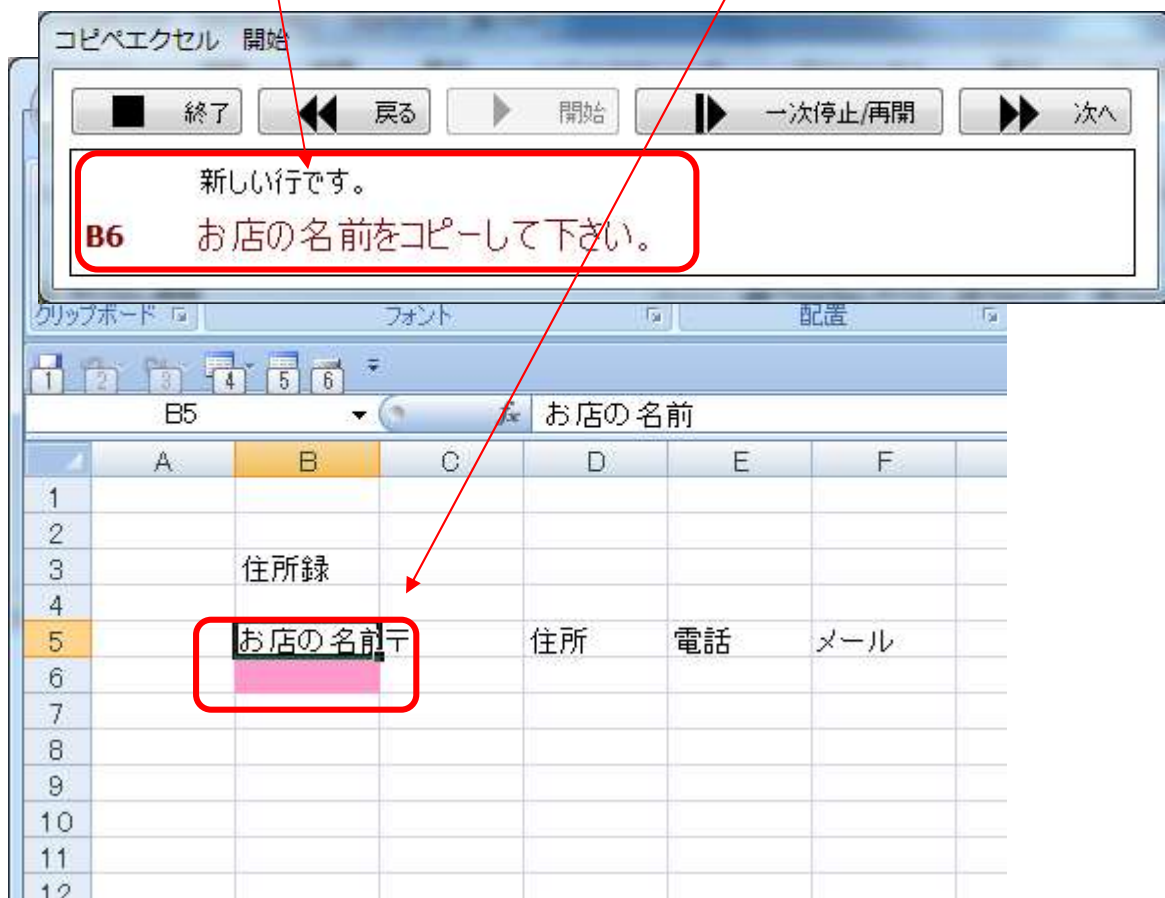 コピペエクセル 開始
終了 戻る 開始 一次停止/再開 次へ
新しい行です。
B6 お店の名前をコピーして下さい。
クリップボード フォント 配置
1 2 3 4 5 6
B5 fx お店の名前
A B C D E F
1
2
3 住所録
4
5 お店の名前 〒 住所 電話 メール
6
7
8
9
10
11
12